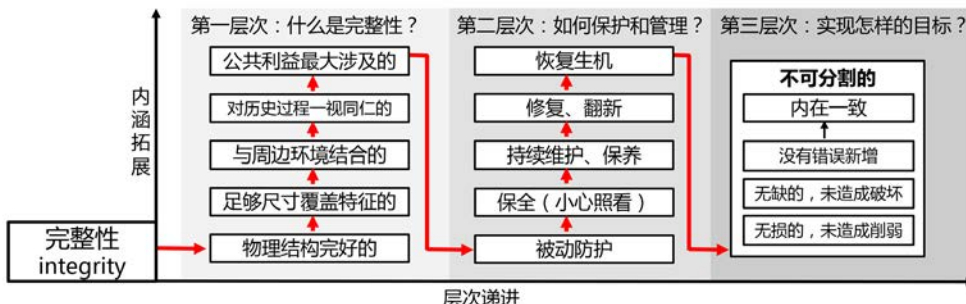 第一层次：什么是完整性？
公共利益最大涉及的
对历史过程一视同仁的
与周边环境结合的
足够尺寸覆盖特征的
物理结构完好的
第二层次：如何保护和管理？
恢复生机
修复、翻新
持续维护、保养
保全（小心照看）
被动防护
第三层次：实现怎样的目标？
不可分割的
内在一致
没有错误新增
无缺的，未造成破坏
无损的，未造成削弱
内涵拓展
完整性
integrity
层次递进